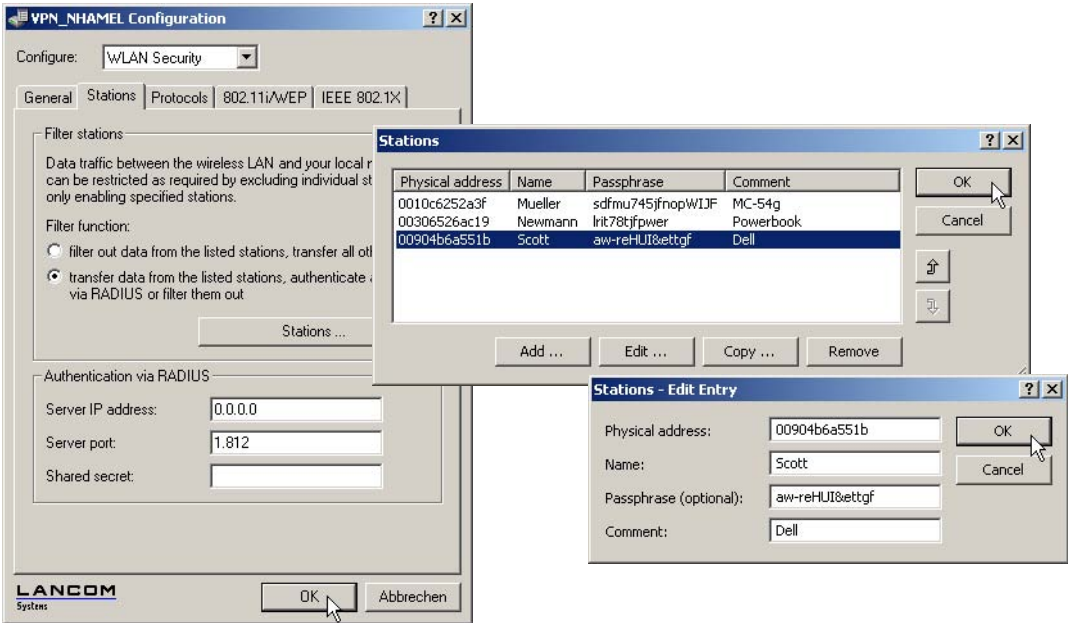 VPN_NHAMEL Configuration
Configure: WLAN Security
General Stations Protocols 802.11i/WEP IEEE 802.1X
Filter stations
Data traffic between the wireless LAN and your local
can be restricted as required by excluding individual
only enabling specified stations.
Filter function:
filter out data from the listed stations, transfer all
transfer data from the listed stations, authenticate
via RADIUS or filter them out
Stations ...
Authentication via RADIUS
Server IP address: 0.0.0.0
Server port: 1.812
Shared secret:
LANCOM
Systems
OK Abbrechen
Stations
Physical address Name Passphrase Comment
0010c6252a3f Mueller sdfmu745jfnopWIJF MC-54g
00306526ac19 Newmann lrit78tjfpwer Powerbook
00904b6a551b Scott aw-reHUI&ettgf Dell
OK
Cancel
Add ... Edit ... Copy ... Remove
Stations - Edit Entry
Physical address: 00904b6a551b
Name: Scott
Passphrase (optional): aw-reHUI&ettgf
Comment: Dell
OK
Cancel